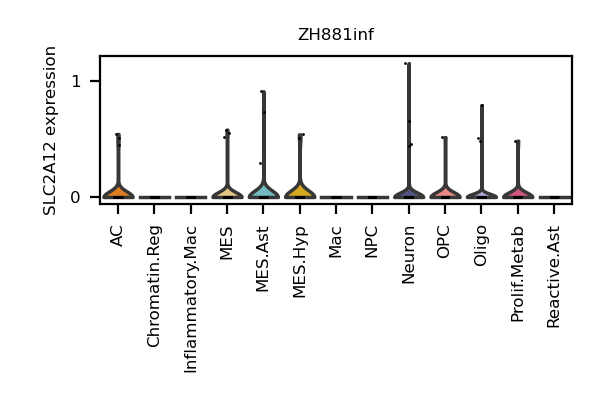 ZH881inf
SLC2A12 expression
1
0
AC
Chromatin.Reg
Inflammatory.Mac
MES
MES.Ast
MES.Hyp
Mac
NPC
Neuron
OPC
Oligo
Prolif.Metab
Reactive.Ast